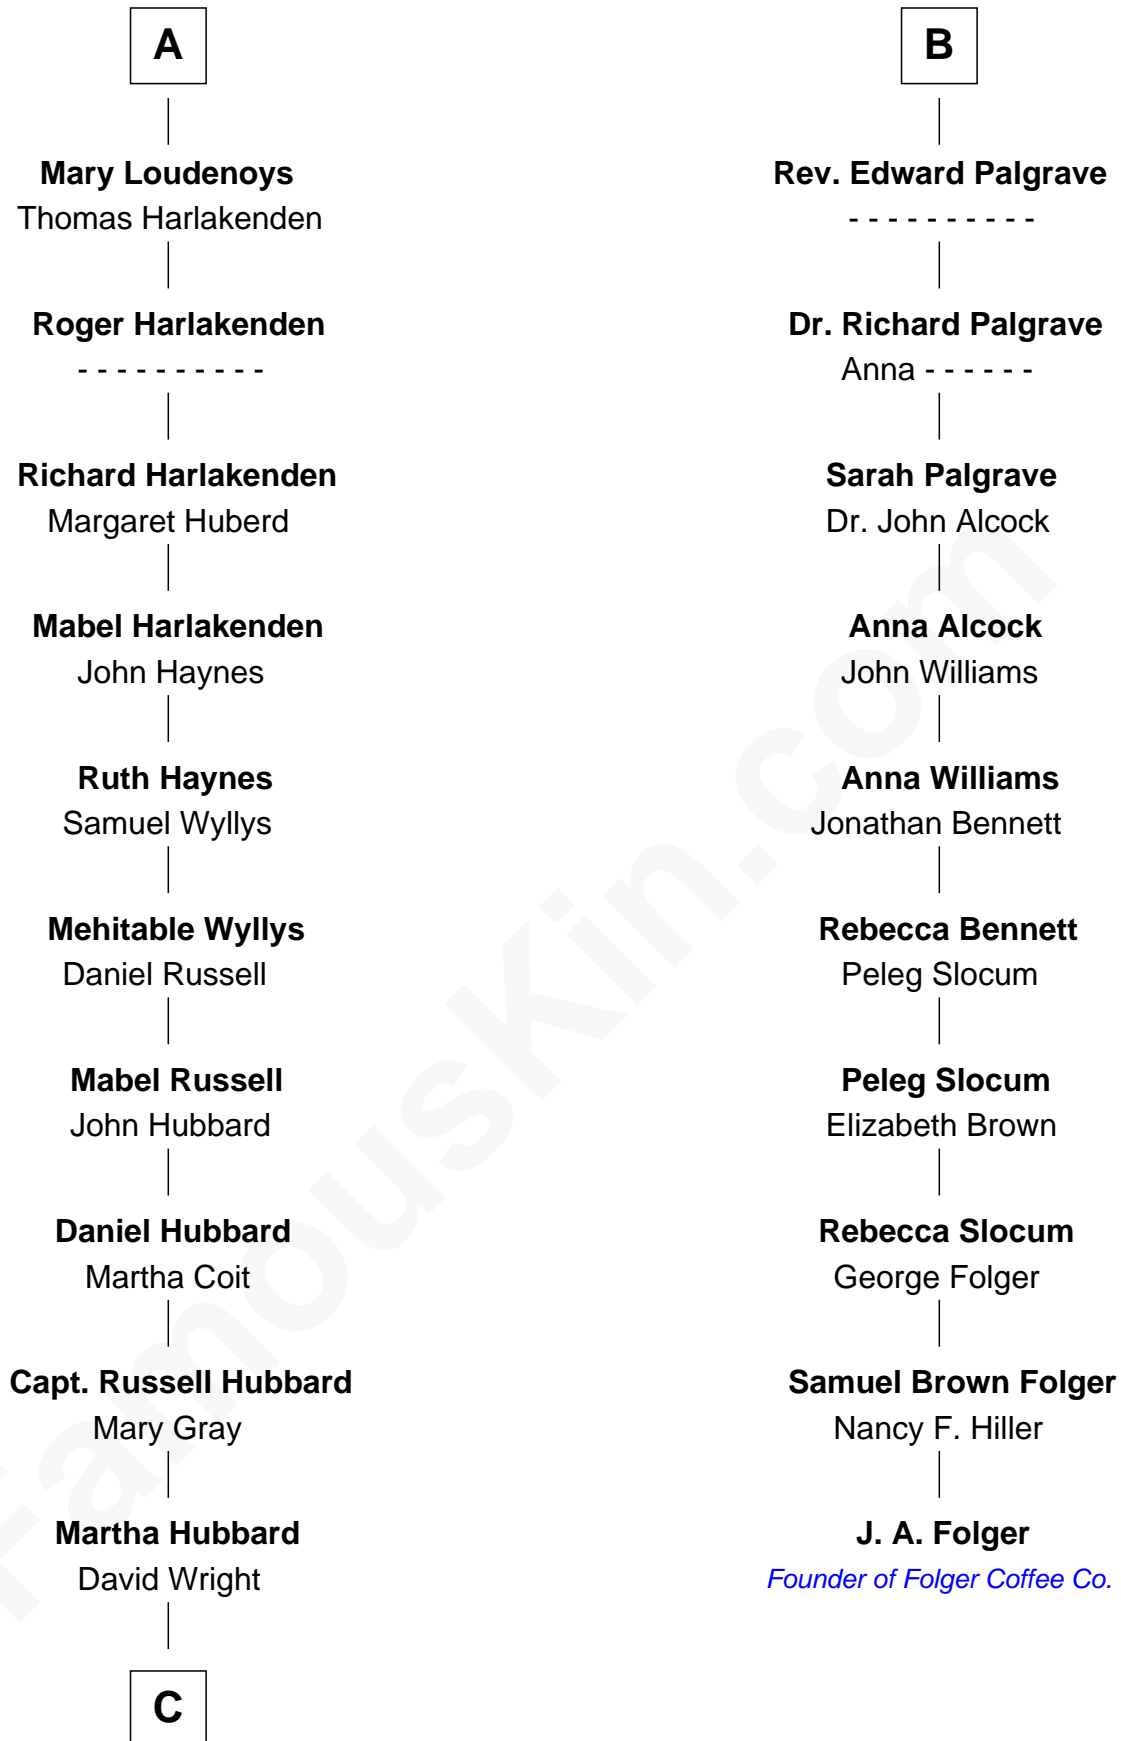 A
Mary Loudenoys
Thomas Harlakenden
Roger Harlakenden
- - - - - - - - - -
Richard Harlakenden
Margaret Huberd
Mabel Harlakenden
John Haynes
Ruth Haynes
Samuel Wyllys
Mehitable Wyllys
Daniel Russell
Mabel Russell
John Hubbard
Daniel Hubbard
Martha Coit
Capt. Russell Hubbard
Mary Gray
Martha Hubbard
David Wright
C
B
Rev. Edward Palgrave
- - - - - - - - - -
Dr. Richard Palgrave
Anna - - - - - -
Sarah Palgrave
Dr. John Alcock
Anna Alcock
John Williams
Anna Williams
Jonathan Bennett
Rebecca Bennett
Peleg Slocum
Peleg Slocum
Elizabeth Brown
Rebecca Slocum
George Folger
Samuel Brown Folger
Nancy F. Hiller
J. A. Folger
Founder of Folger Coffee Co.
FamousKin.com